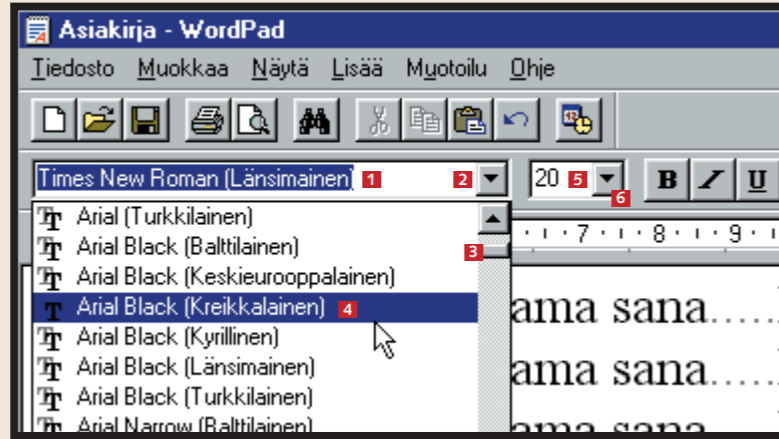 Asiakirja - WordPad
Tiedosto Muokkaa Näytä Lisää Muotoilu Ohje
Times New Roman (Länsimainen) 1 2 20 5 6 B I U
Arial (Turkkilainen)
Arial Black (Balttilainen) 3 7 8 9
Arial Black (Keskieurooppalainen)
Arial Black (Kreikkalainen) 4 ama sana.....
Arial Black (Kyrillinen)
Arial Black (Länsimainen) ama sana.....
Arial Black (Turkkilainen)
Arial Narrow (Balttilainen) ama sana